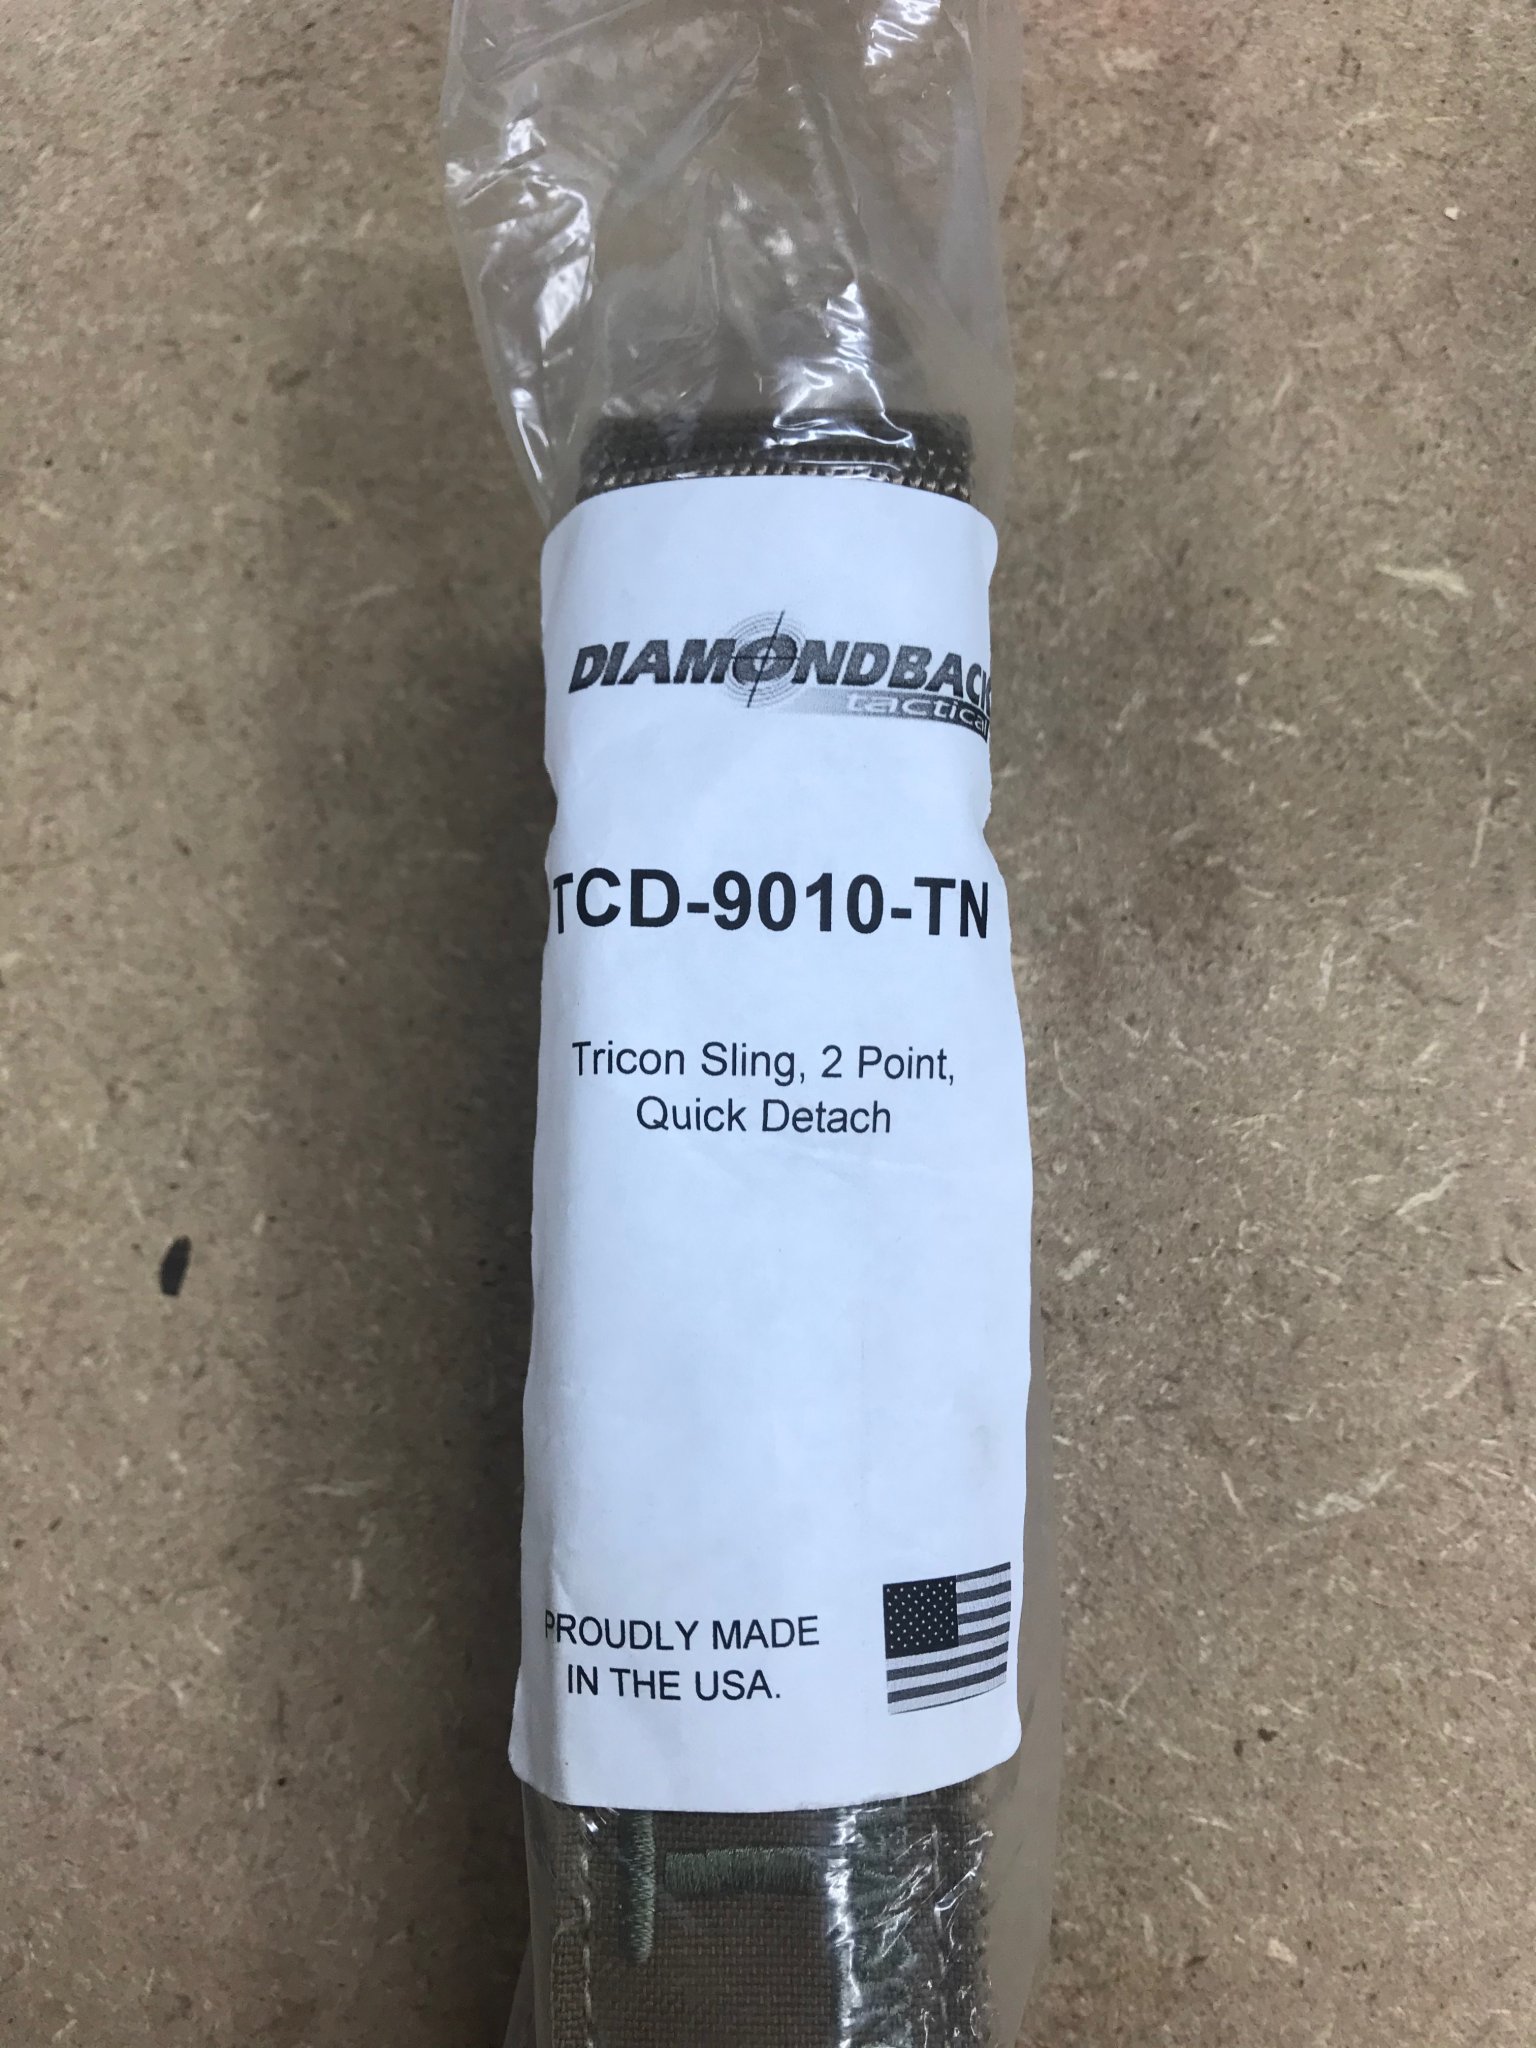 DIAMONDBACK
tactical
TCD-9010-TN
Tricon Sling, 2 Point,
Quick Detach
PROUDLY MADE
IN THE USA.